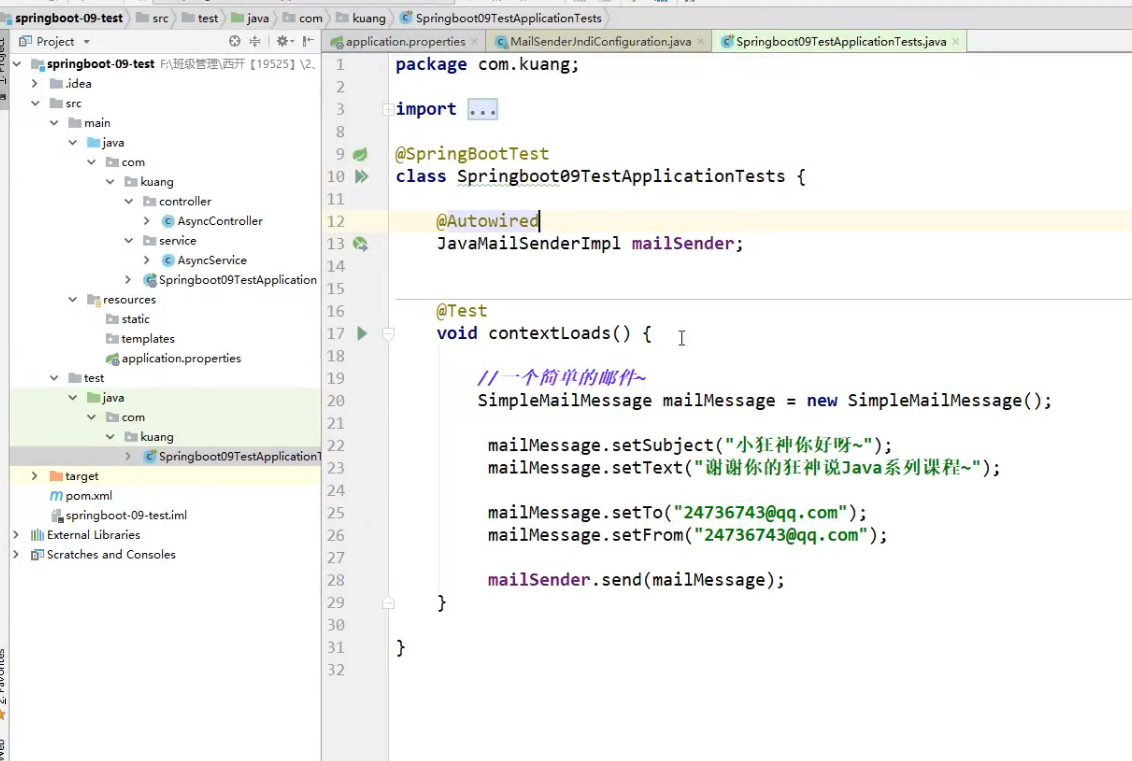 springboot-09-test src test java com kuang Springboot09TestApplicationTests
Project
application.properties MailSenderJndiConfiguration.java Springboot09TestApplicationTests.java
springboot-09-test F:\班级管理\西开【19525】\2、
.idea
src
main
java
com
kuang
controller
AsyncController
service
AsyncService
Springboot09TestApplication
resources
static
templates
application.properties
test
java
com
kuang
Springboot09TestApplicationT
target
pom.xml
springboot-09-test.iml
External Libraries
Scratches and Consoles
1 package com.kuang;
2
3 import ...
8
9 @SpringBootTest
10 class Springboot09TestApplicationTests {
11
12 @Autowired
13 JavaMailSenderImpl mailSender;
14
15
16 @Test
17 void contextLoads() {
18
19 //一个简单的邮件~
20 SimpleMailMessage mailMessage = new SimpleMailMessage();
21
22 mailMessage.setSubject("小狂神你好呀~");
23 mailMessage.setText("谢谢你的狂神说Java系列课程~");
24
25 mailMessage.setTo("24736743@qq.com");
26 mailMessage.setFrom("24736743@qq.com");
27
28 mailSender.send(mailMessage);
29 }
30
31 }
32